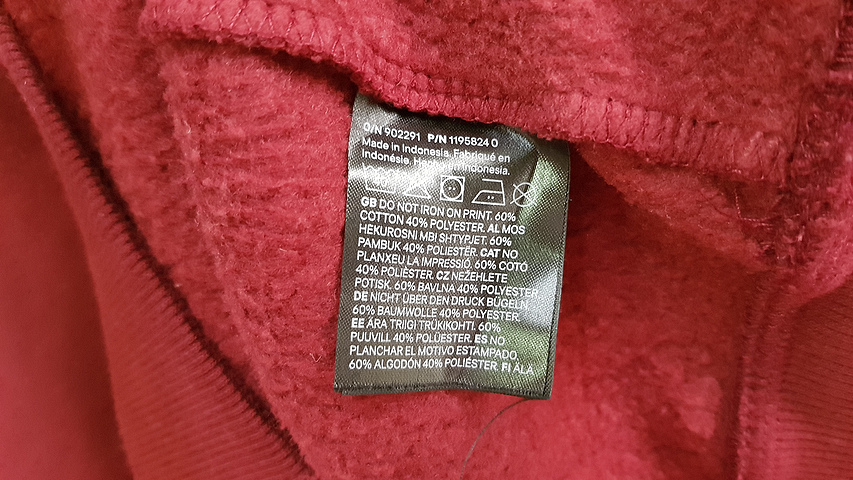 O/N 902291 P/N 1195824 0
Made in Indonesia. Fabriqué en
Indonésie. Indonesia.
GB DO NOT IRON ON PRINT. 60%
COTTON 40% POLYESTER. AL MOS
HEKUROSNI MBI SHTYPJET. 60%
PAMBUK 40% POLIESTER. CAT NO
PLANXEU LA IMPRESSIÓ. 60% COTÓ
40% POLIÈSTER. CZ NEŽEHLETE
POTISK. 60% BAVLNA 40% POLYESTER.
DE NICHT ÜBER DEN DRUCK BÜGELN.
60% BAUMWOLLE 40% POLYESTER.
EE ÄRA TRIIGI TRÜKIKOHTI. 60%
PUUVILL 40% POLÜESTER. ES NO
PLANCHAR EL MOTIVO ESTAMPADO.
60% ALGODÓN 40% POLIÉSTER. FI ÄLÄ